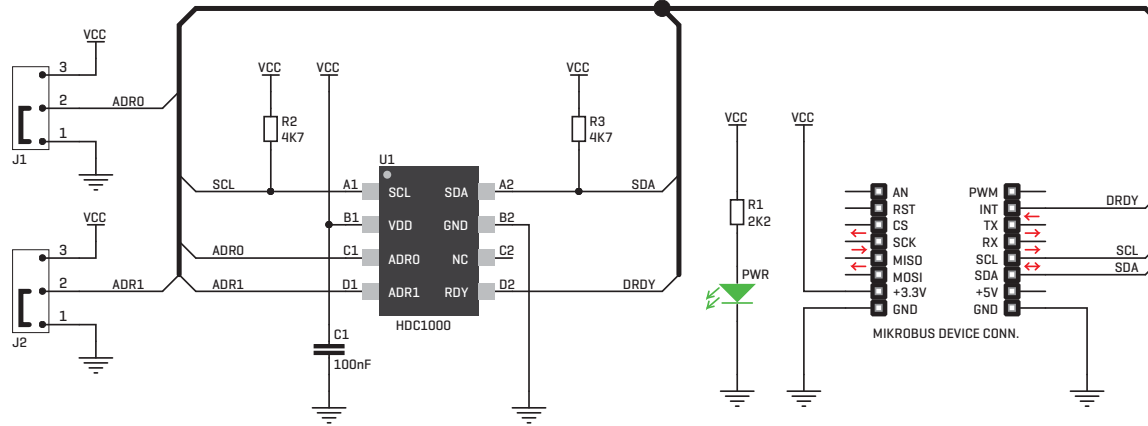 VCC
3
2
ADR0
1
J1
VCC
3
2
ADR1
1
J2
VCC
R2
4K7
VCC
VCC
R3
4K7
U1
SCL
A1
SCL
SDA
A2
SDA
B1
VDD
GND
B2
ADR0
C1
ADR0
NC
C2
ADR1
D1
ADR1
RDY
D2
DRDY
HDC1000
C1
100nF
VCC
R1
2K2
PWR
VCC
AN
RST
CS
SCK
MISO
MOSI
+3.3V
GND
PWM
INT
TX
RX
SCL
SDA
+5V
GND
DRDY
SCL
SDA
MIKROBUS DEVICE CONN.